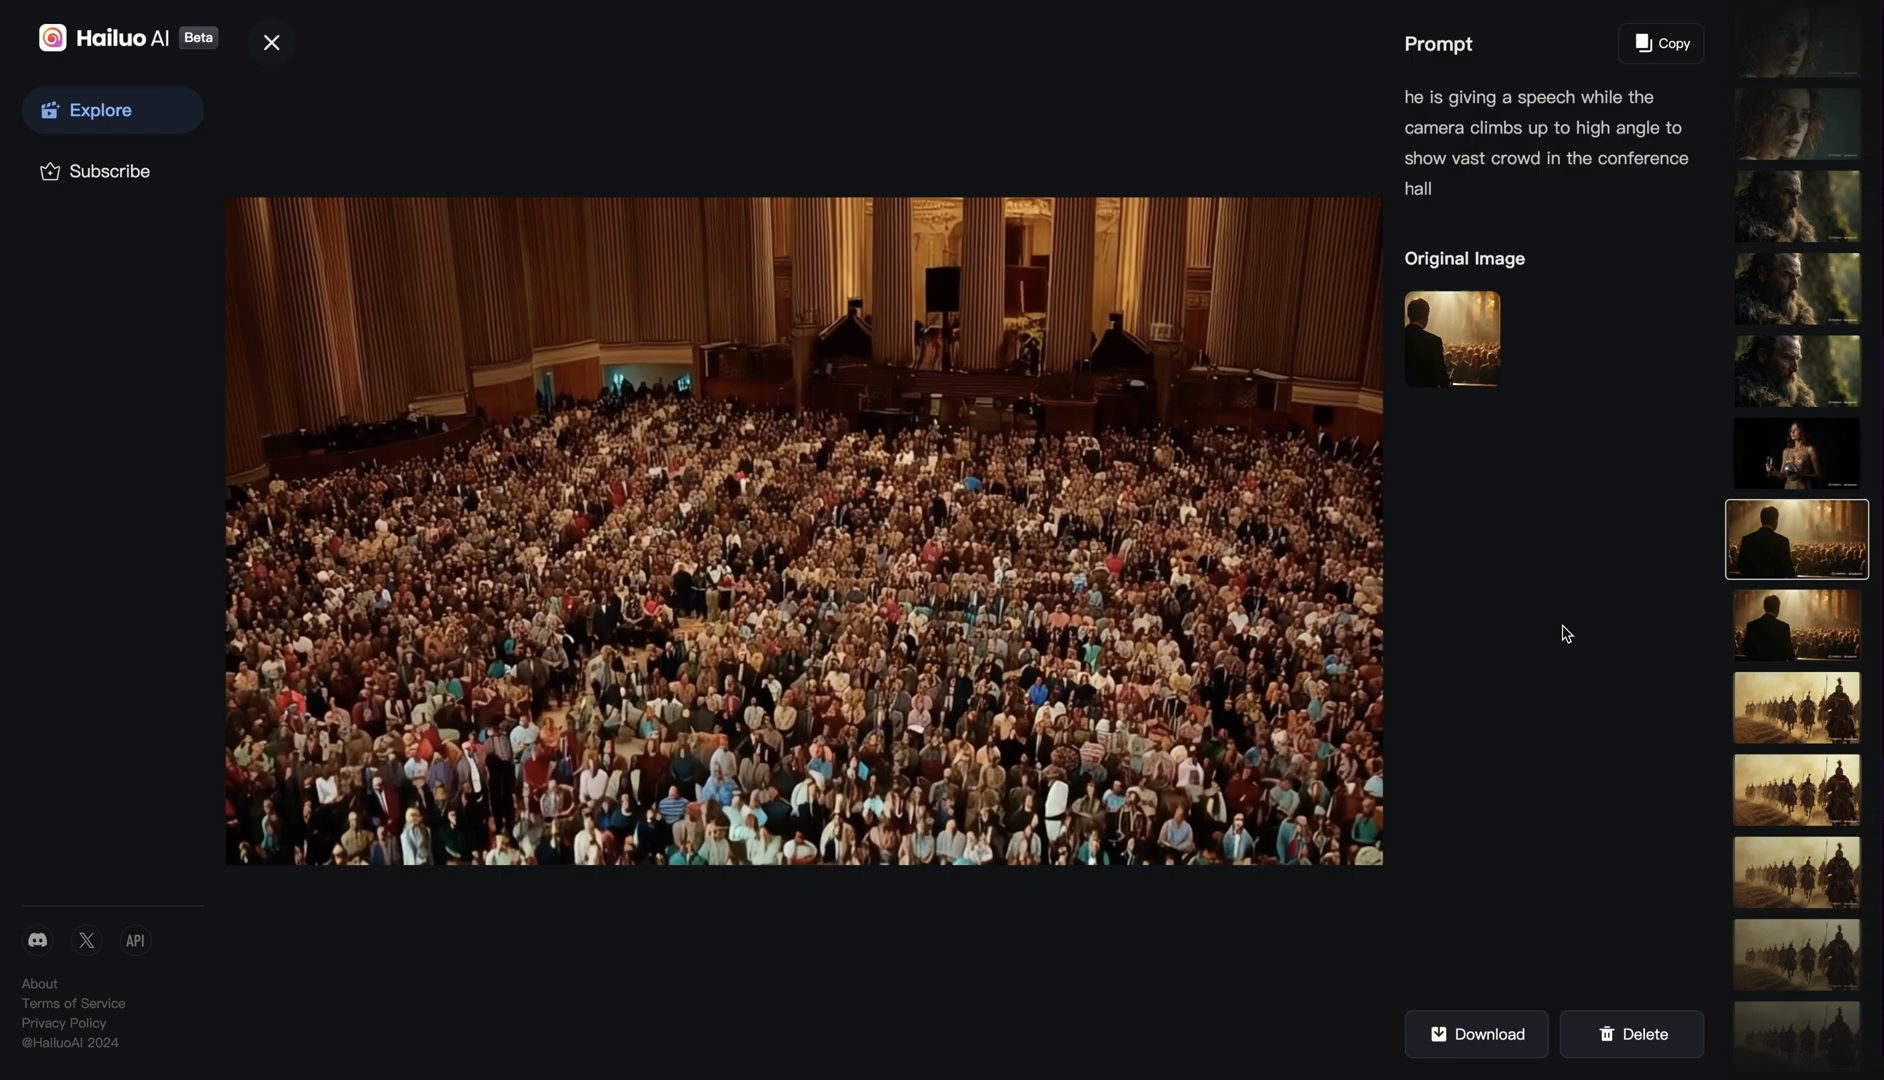 Hailuo AI Beta
Explore
Subscribe
Prompt
Copy
he is giving a speech while the
camera climbs up to high angle to
show vast crowd in the conference
hall
Original Image
API
About
Terms of Service
Privacy Policy
@HailuoAI 2024
Download
Delete